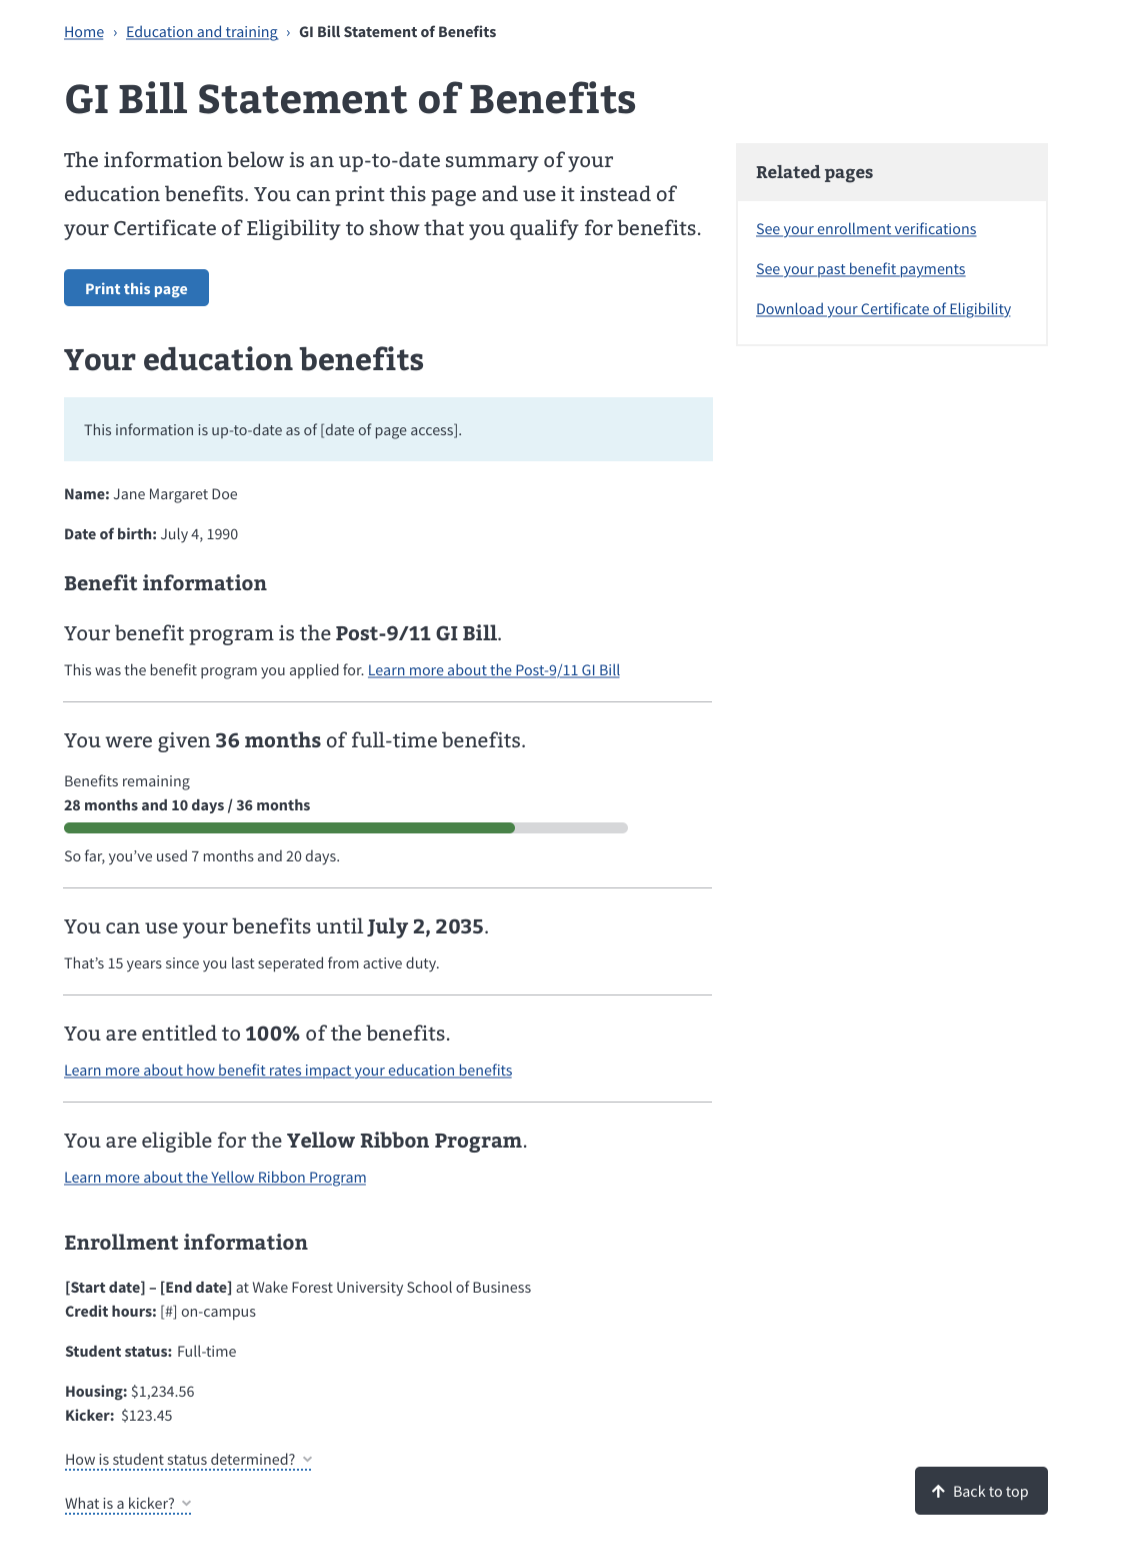 Home › Education and training › GI Bill Statement of Benefits
GI Bill Statement of Benefits
The information below is an up-to-date summary of your
education benefits. You can print this page and use it instead of
your Certificate of Eligibility to show that you qualify for benefits.
Print this page
Related pages
See your enrollment verifications
See your past benefit payments
Download your Certificate of Eligibility
Your education benefits
This information is up-to-date as of [date of page access].
Name: Jane Margaret Doe
Date of birth: July 4, 1990
Benefit information
Your benefit program is the Post-9/11 GI Bill.
This was the benefit program you applied for. Learn more about the Post-9/11 GI Bill
You were given 36 months of full-time benefits.
Benefits remaining
28 months and 10 days / 36 months
So far, you’ve used 7 months and 20 days.
You can use your benefits until July 2, 2035.
That’s 15 years since you last seperated from active duty.
You are entitled to 100% of the benefits.
Learn more about how benefit rates impact your education benefits
You are eligible for the Yellow Ribbon Program.
Learn more about the Yellow Ribbon Program
Enrollment information
[Start date] – [End date] at Wake Forest University School of Business
Credit hours: [#] on-campus
Student status: Full-time
Housing: $1,234.56
Kicker: $123.45
How is student status determined?
What is a kicker?
Back to top